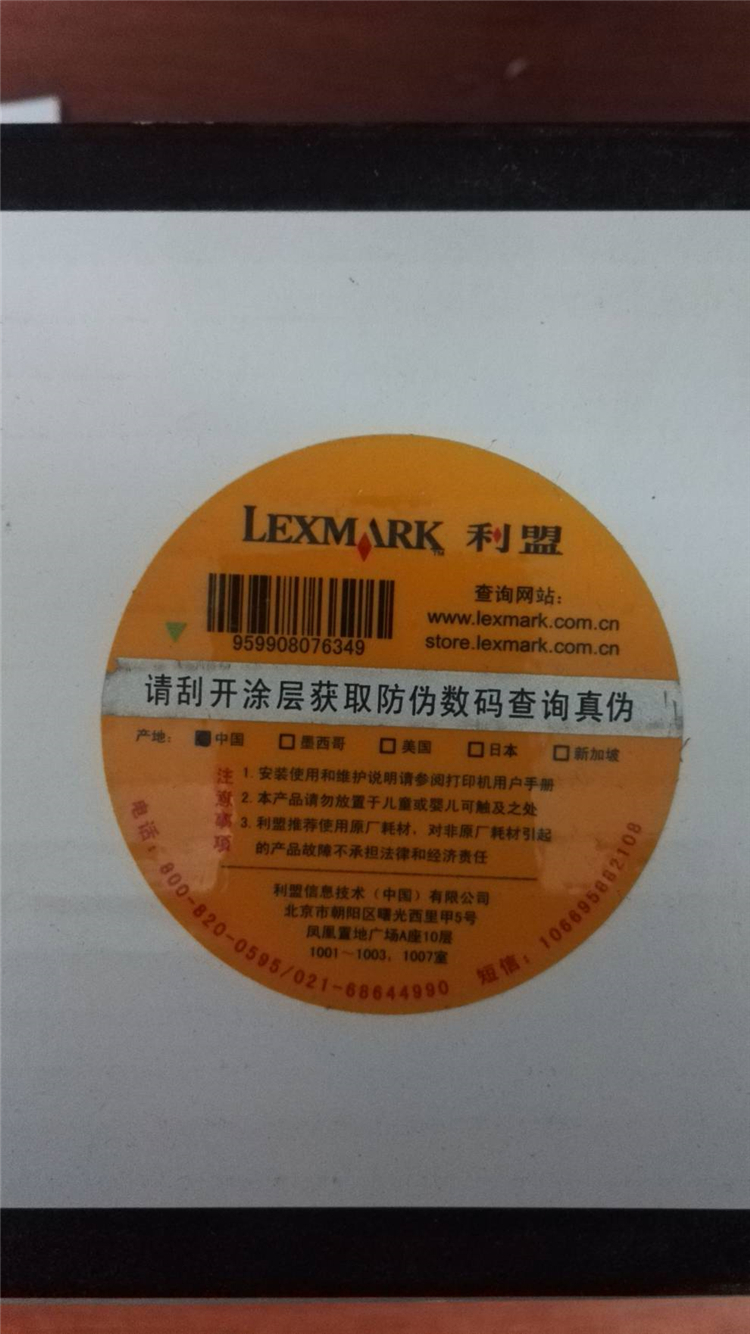 LEXMARK™ 利盟
959908076349
查询网站：
www.lexmark.com.cn
store.lexmark.com.cn
请刮开涂层获取防伪数码查询真伪
产地： ■中国 □墨西哥 □美国 □日本 □新加坡
注意事项
1. 安装使用和维护说明请参阅打印机用户手册
2. 本产品请勿放置于儿童或婴儿可触及之处
3. 利盟推荐使用原厂耗材，对非原厂耗材引起
的产品故障不承担法律和经济责任
利盟信息技术（中国）有限公司
北京市朝阳区曙光西里甲5号
凤凰置地广场A座10层
1001～1003，1007室
电话：800-820-0595/021-68644990
短信：106695882108